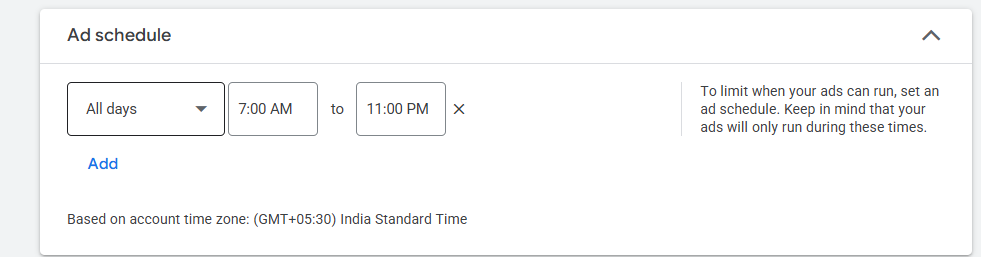 Ad schedule
All days
7:00 AM to 11:00 PM
To limit when your ads can run, set an
ad schedule. Keep in mind that your
ads will only run during these times.
Add
Based on account time zone: (GMT+05:30) India Standard Time